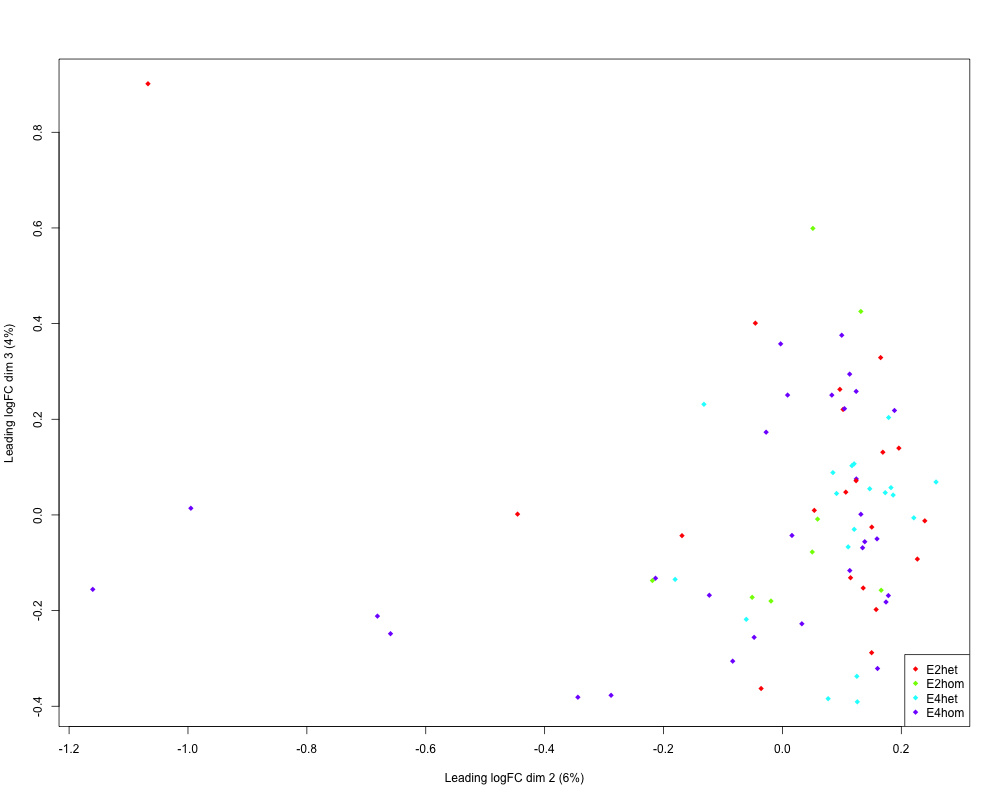 Leading logFC dim 3 (4%)
0.8
0.6
0.4
0.2
0.0
-0.2
-0.4
E2het
E2hom
E4het
E4hom
-1.2 -1.0 -0.8 -0.6 -0.4 -0.2 0.0 0.2
Leading logFC dim 2 (6%)